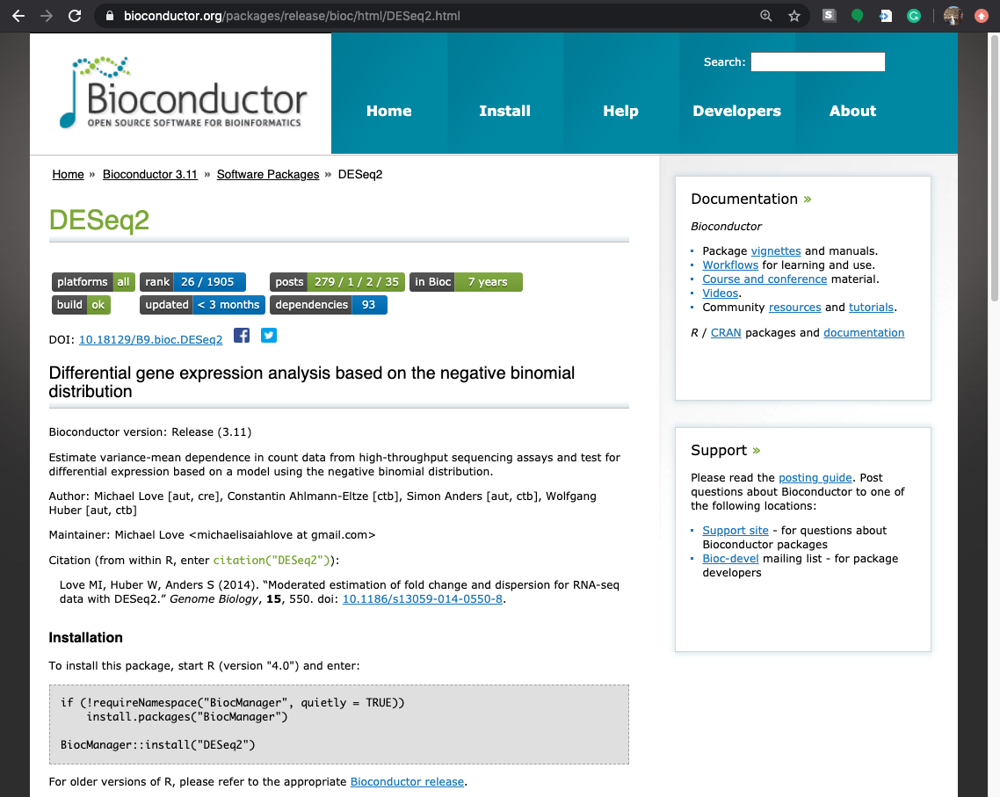 bioconductor.org/packages/release/bioc/html/DESeq2.html
S
G
Bioconductor
OPEN SOURCE SOFTWARE FOR BIOINFORMATICS
Search:
Home Install Help Developers About
Home » Bioconductor 3.11 » Software Packages » DESeq2
DESeq2
platforms all rank 26 / 1905 posts 279 / 1 / 2 / 35 in Bioc 7 years
build ok updated < 3 months dependencies 93
DOI: 10.18129/B9.bioc.DESeq2
Differential gene expression analysis based on the negative binomial
distribution
Bioconductor version: Release (3.11)
Estimate variance-mean dependence in count data from high-throughput sequencing assays and test for
differential expression based on a model using the negative binomial distribution.
Author: Michael Love [aut, cre], Constantin Ahlmann-Eltze [ctb], Simon Anders [aut, ctb], Wolfgang
Huber [aut, ctb]
Maintainer: Michael Love <michaelisaiahlove at gmail.com>
Citation (from within R, enter citation("DESeq2")):
Love MI, Huber W, Anders S (2014). “Moderated estimation of fold change and dispersion for RNA-seq
data with DESeq2.” Genome Biology, 15, 550. doi: 10.1186/s13059-014-0550-8.
Installation
To install this package, start R (version "4.0") and enter:
if (!requireNamespace("BiocManager", quietly = TRUE))
    install.packages("BiocManager")
BiocManager::install("DESeq2")
For older versions of R, please refer to the appropriate Bioconductor release.
Documentation »
Bioconductor
Package vignettes and manuals.
Workflows for learning and use.
Course and conference material.
Videos.
Community resources and tutorials.
R / CRAN packages and documentation
Support »
Please read the posting guide. Post
questions about Bioconductor to one of
the following locations:
Support site - for questions about
Bioconductor packages
Bioc-devel mailing list - for package
developers